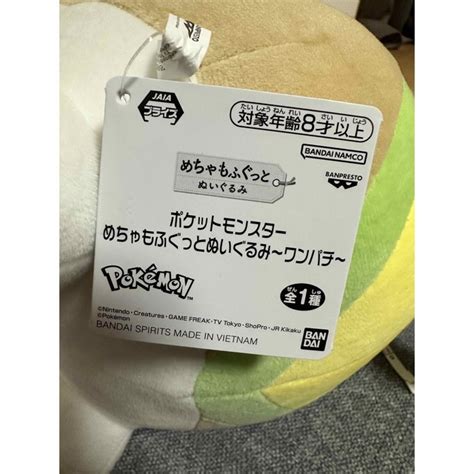 JAIA
プライズ
たいしょうねんれい さいいじょう
対象年齢8才以上
BANDAI NAMCO
BANPRESTO
めちゃもふぐっと
ぬいぐるみ
ポケットモンスター
めちゃもふぐっとぬいぐるみ~ワンパチ~
POKéMON
ぜん しゅ
全1種
©Nintendo・Creatures・GAME FREAK・TV Tokyo・ShoPro・JR Kikaku
©Pokémon
BANDAI SPIRITS MADE IN VIETNAM
BAN
DAI